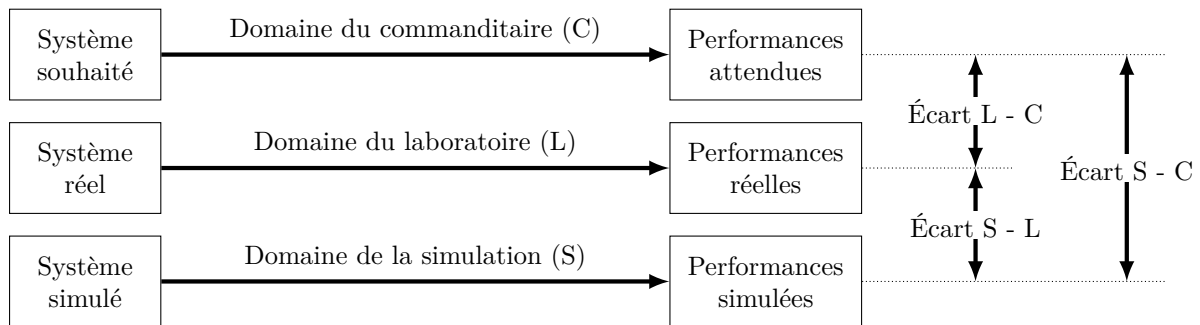 Système
souhaité
Domaine du commanditaire (C)
Performances
attendues
Écart L - C
Système
réel
Domaine du laboratoire (L)
Performances
réelles
Écart S - C
Écart S - L
Système
simulé
Domaine de la simulation (S)
Performances
simulées